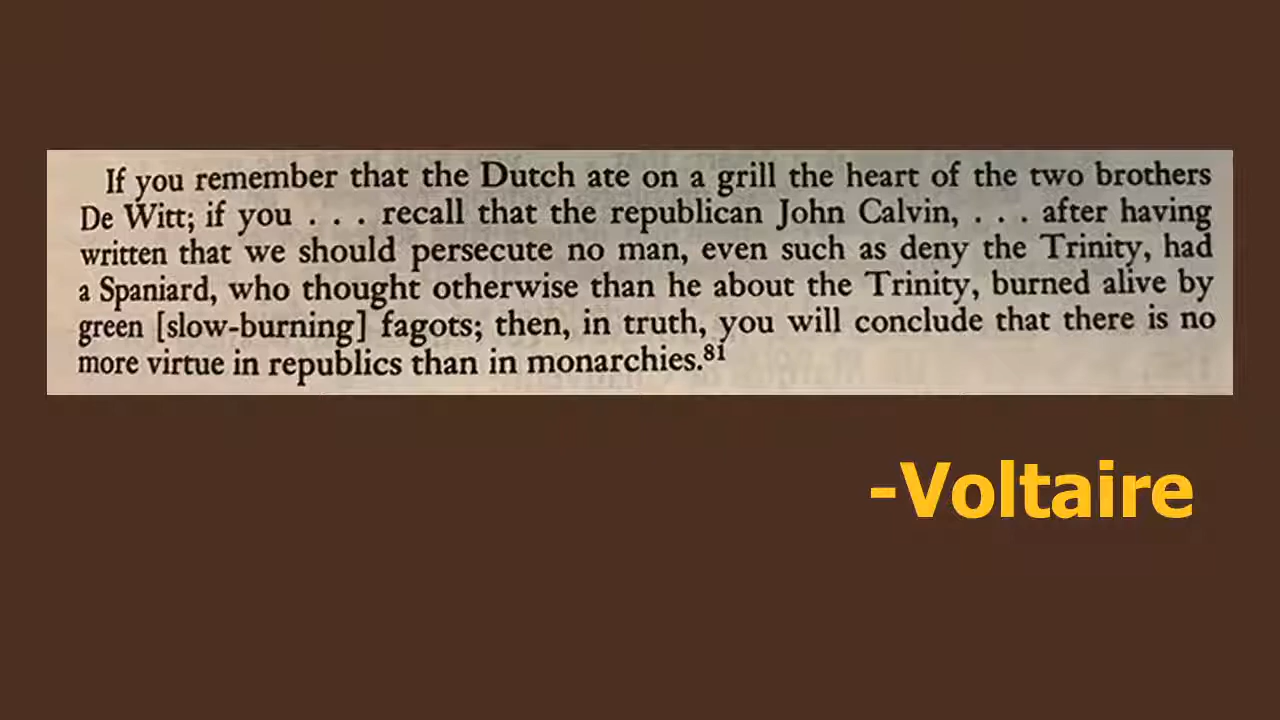 If you remember that the Dutch ate on a grill the heart of the two brothers
De Witt; if you . . . recall that the republican John Calvin, . . . after having
written that we should persecute no man, even such as deny the Trinity, had
a Spaniard, who thought otherwise than he about the Trinity, burned alive by
green [slow-burning] fagots; then, in truth, you will conclude that there is no
more virtue in republics than in monarchies.81
-Voltaire